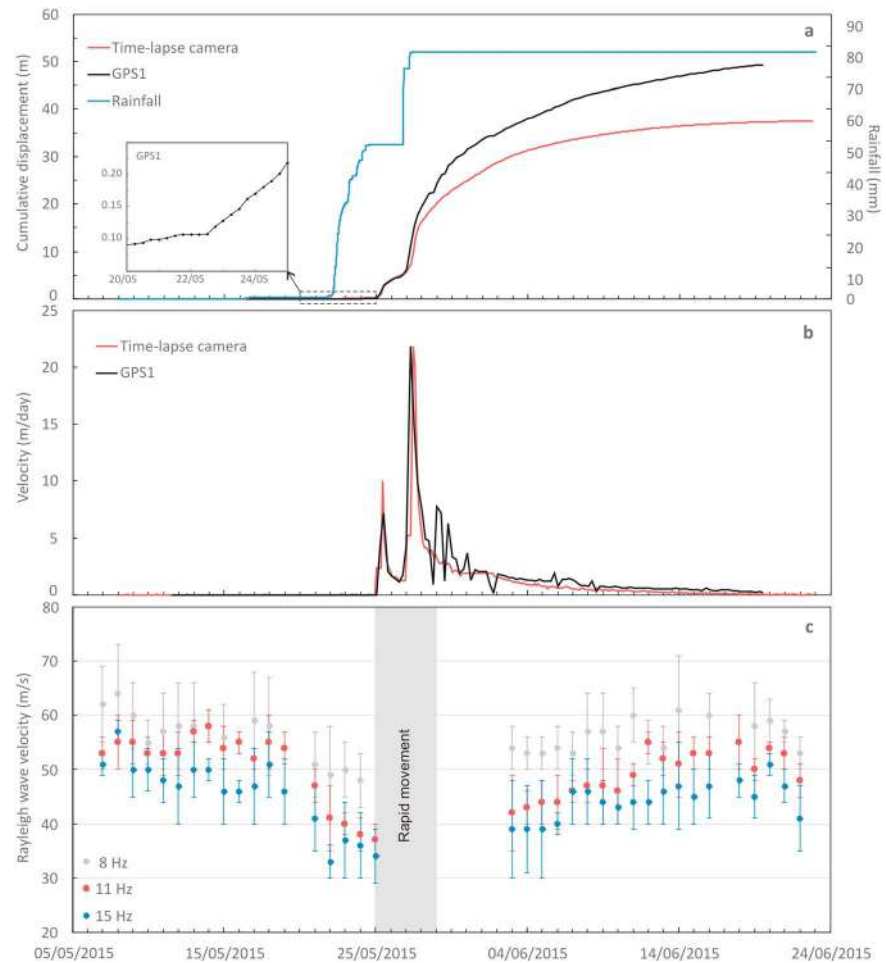 60
50
40
30
20
10
0
Cumulative displacement (m)
Time-lapse camera
GPS1
Rainfall
a
90
80
70
60
50
40
30
20
10
0
Rainfall (mm)
GPS1
0.20
0.15
0.10
20/05
22/05
24/05
25
20
15
10
5
0
Velocity (m/day)
Time-lapse camera
GPS1
b
80
70
60
50
40
30
20
Rayleigh wave velocity (m/s)
c
Rapid movement
8 Hz
11 Hz
15 Hz
05/05/2015
15/05/2015
25/05/2015
04/06/2015
14/06/2015
24/06/2015